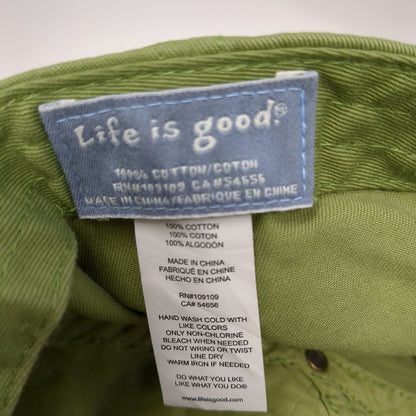 Life is good.®
100% COTTON/COTON
RN#109109 CA#54656
MADE IN CHINA/FABRIQUE EN CHINE
100% COTTON
100% COTON
100% ALGODÓN
MADE IN CHINA
FABRIQUÉ EN CHINE
HECHO EN CHINA
RN#109109
CA# 54656
HAND WASH COLD WITH
LIKE COLORS
ONLY NON-CHLORINE
BLEACH WHEN NEEDED
DO NOT WRING OR TWIST
LINE DRY
WARM IRON IF NEEDED
DO WHAT YOU LIKE
LIKE WHAT YOU DO®
www.lifeisgood.com